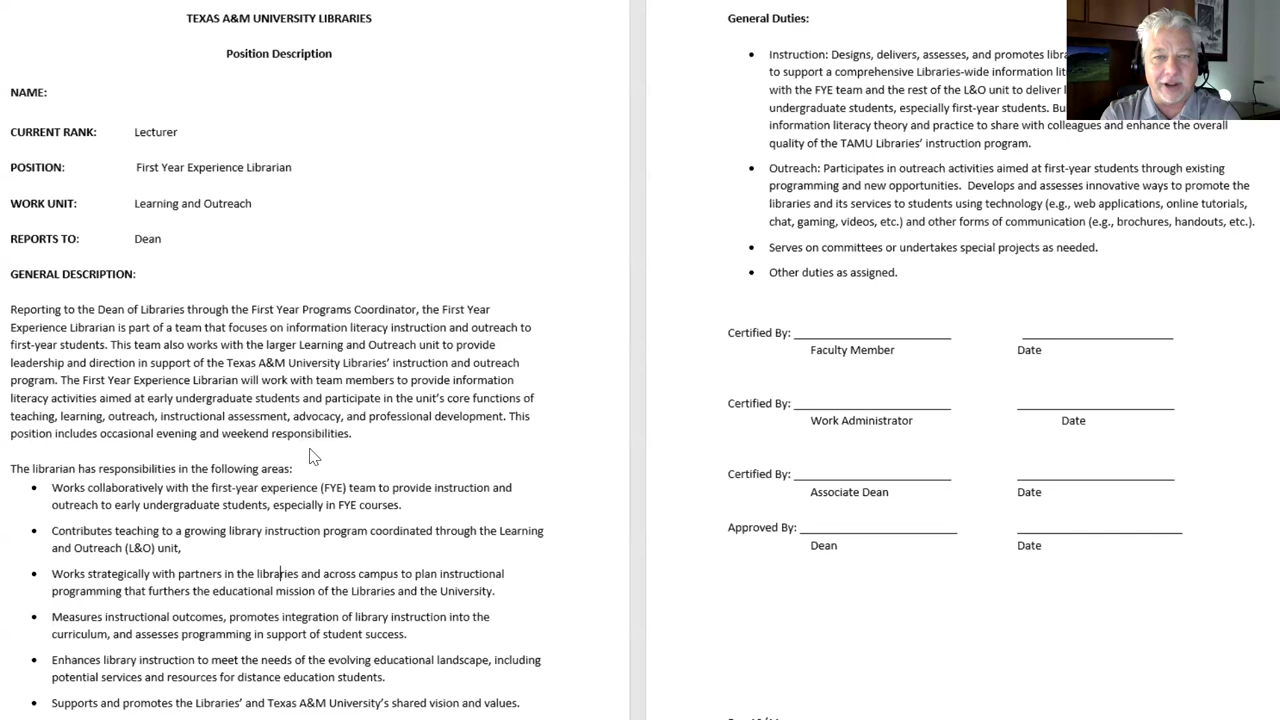 TEXAS A&M UNIVERSITY LIBRARIES
Position Description
NAME:
CURRENT RANK: Lecturer
POSITION: First Year Experience Librarian
WORK UNIT: Learning and Outreach
REPORTS TO: Dean
GENERAL DESCRIPTION:
Reporting to the Dean of Libraries through the First Year Programs Coordinator, the First Year
Experience Librarian is part of a team that focuses on information literacy instruction and outreach to
first-year students. This team also works with the larger Learning and Outreach unit to provide
leadership and direction in support of the Texas A&M University Libraries' instruction and outreach
program. The First Year Experience Librarian will work with team members to provide information
literacy activities aimed at early undergraduate students and participate in the unit's core functions of
teaching, learning, outreach, instructional assessment, advocacy, and professional development. This
position includes occasional evening and weekend responsibilities.
The librarian has responsibilities in the following areas:
• Works collaboratively with the first-year experience (FYE) team to provide instruction and
outreach to early undergraduate students, especially in FYE courses.
• Contributes teaching to a growing library instruction program coordinated through the Learning
and Outreach (L&O) unit,
• Works strategically with partners in the libraries and across campus to plan instructional
programming that furthers the educational mission of the Libraries and the University.
• Measures instructional outcomes, promotes integration of library instruction into the
curriculum, and assesses programming in support of student success.
• Enhances library instruction to meet the needs of the evolving educational landscape, including
potential services and resources for distance education students.
• Supports and promotes the Libraries' and Texas A&M University's shared vision and values.
General Duties:
• Instruction: Designs, delivers, assesses, and promotes
to support a comprehensive Libraries-wide information
with the FYE team and the rest of the L&O unit to deliver
undergraduate students, especially first-year students.
information literacy theory and practice to share with colleagues and enhance the overall
quality of the TAMU Libraries' instruction program.
• Outreach: Participates in outreach activities aimed at first-year students through existing
programming and new opportunities. Develops and assesses innovative ways to promote the
libraries and its services to students using technology (e.g., web applications, online tutorials,
chat, gaming, videos, etc.) and other forms of communication (e.g., brochures, handouts, etc.).
• Serves on committees or undertakes special projects as needed.
• Other duties as assigned.
Certified By:
Faculty Member Date
Certified By:
Work Administrator Date
Certified By:
Associate Dean Date
Approved By:
Dean Date